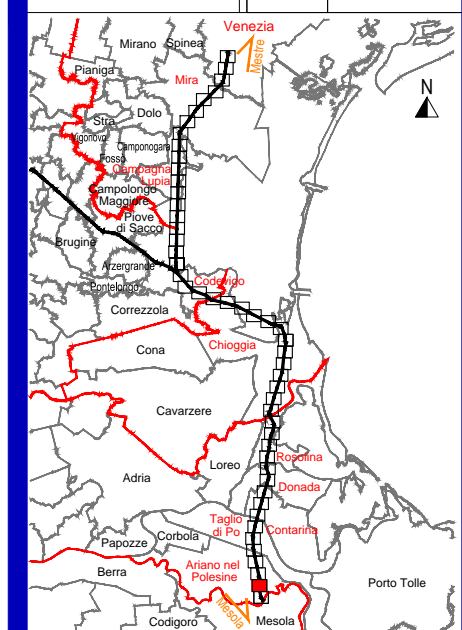 Venezia
Mirano
Spinea
Mestre
Pianiga
Mira
N
Dolo
Stra
Vigonovo
Camponogara
Fosso
Campagna
Lupia
Campolongo
Maggiore
Piove
di Sacco
Brugine
Arzergrande
Codevigo
Pontelongo
Correzzola
Chioggia
Cona
Cavarzere
Rosolina
Loreo
Adria
Donada
Taglio
di Po
Contarina
Corbola
Papozze
Ariano nel
Polesine
Berra
Porto Tolle
Mesola
Mesola
Codigoro